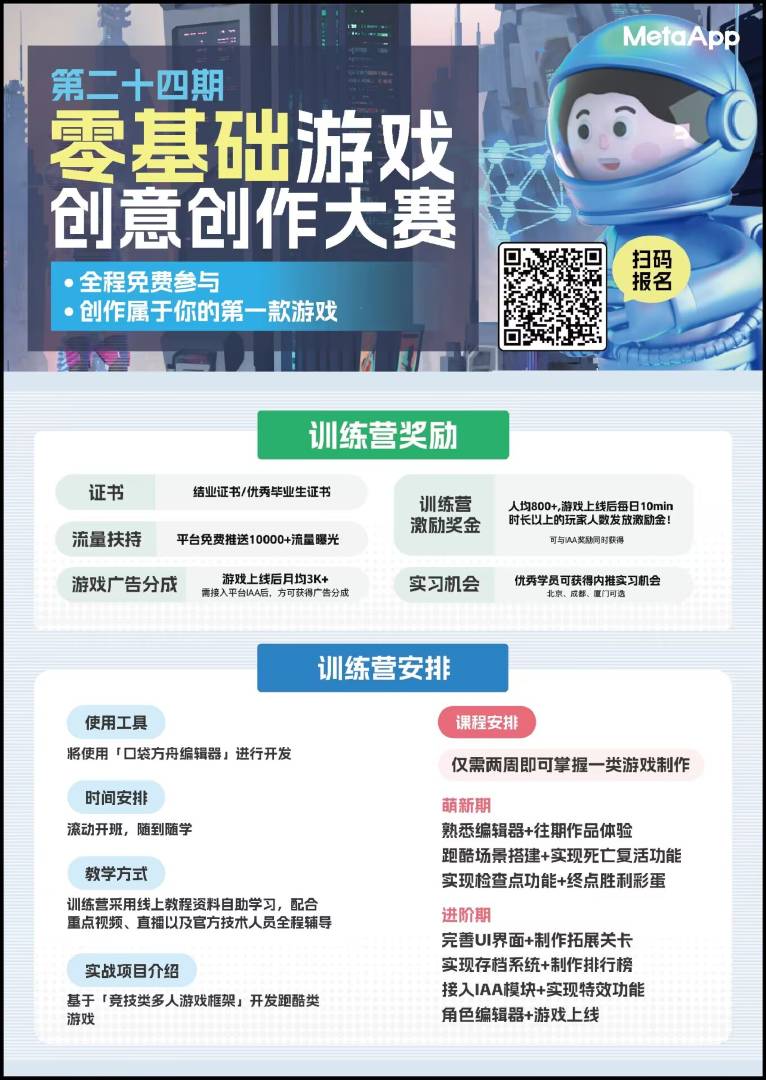 MetaApp
第二十四期
零基础游戏
创意创作大赛
• 全程免费参与
• 创作属于你的第一款游戏
扫码
报名
训练营奖励
证书
结业证书/优秀毕业生证书
流量扶持
平台免费推送10000+流量曝光
游戏广告分成
游戏上线后月均3K+
需接入平台IAA后，方可获得广告分成
训练营
激励奖金
人均800+,游戏上线后每日10min
时长以上的玩家人数发放激励金！
可与IAA奖励同时获得
实习机会
优秀学员可获得内推实习机会
北京、成都、厦门可选
训练营安排
使用工具
将使用「口袋方舟编辑器」进行开发
时间安排
滚动开班，随到随学
教学方式
训练营采用线上教程资料自助学习，配合
重点视频、直播以及官方技术人员全程辅导
实战项目介绍
基于「竞技类多人游戏框架」开发跑酷类
游戏
课程安排
仅需两周即可掌握一类游戏制作
萌新期
熟悉编辑器+往期作品体验
跑酷场景搭建+实现死亡复活功能
实现检查点功能+终点胜利彩蛋
进阶期
完善UI界面+制作拓展关卡
实现存档系统+制作排行榜
接入IAA模块+实现特效功能
角色编辑器+游戏上线